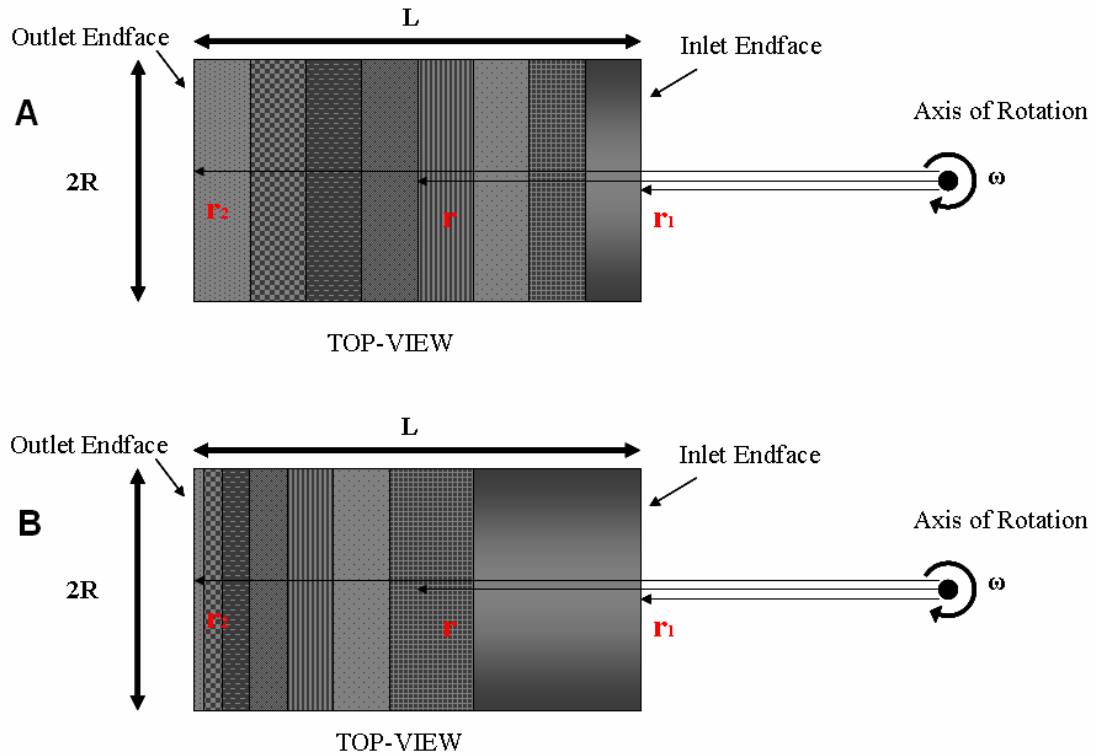 L
Outlet Endface
Inlet Endface
A
Axis of Rotation
2R
ω
r₂
r
r₁
TOP-VIEW
L
Outlet Endface
Inlet Endface
B
Axis of Rotation
2R
ω
r₂
r
r₁
TOP-VIEW